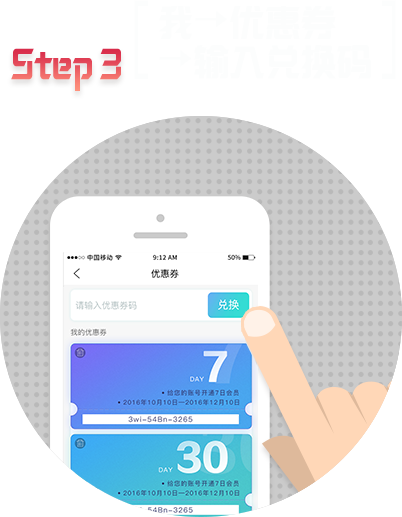 我→优惠券
→输入兑换码
Step 3
中国移动
9:12 AM
50%
优惠券
请输入优惠券码
兑换
我的优惠券
DAY 7
• 给您的账号开通7日会员
• 2016年10月10日—2016年12月10日
3wi-54Bn-3265
DAY 30
• 给您的账号开通7日会员
• 2016年10月10日—2016年12月10日
3wi-54Bn-3265